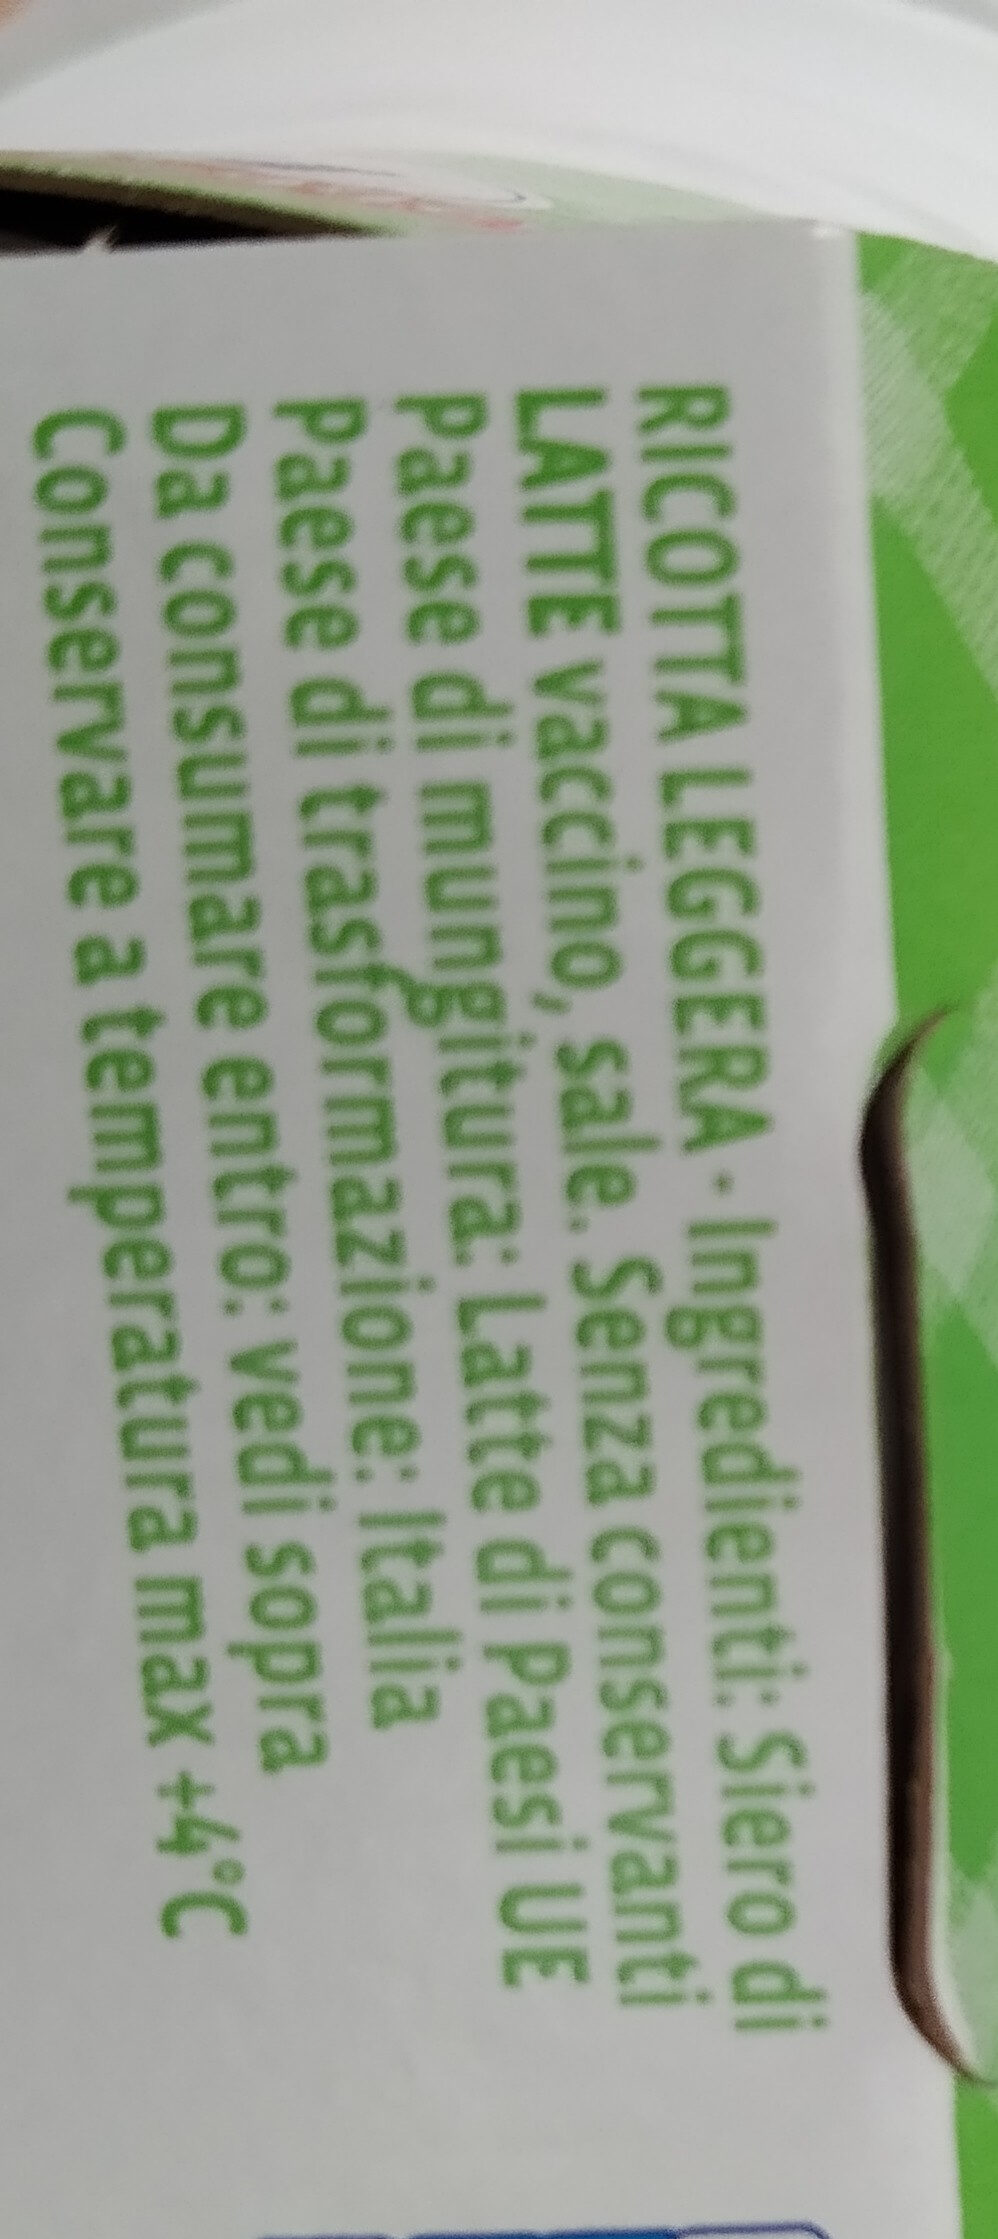 RICOTTA LEGGERA - Ingredienti: Siero di
LATTE vaccino, sale. Senza conservanti
Paese di mungitura: Latte di Paesi UE
Paese di trasformazione: Italia
Da consumare entro: vedi sopra
Conservare a temperatura max +4°C